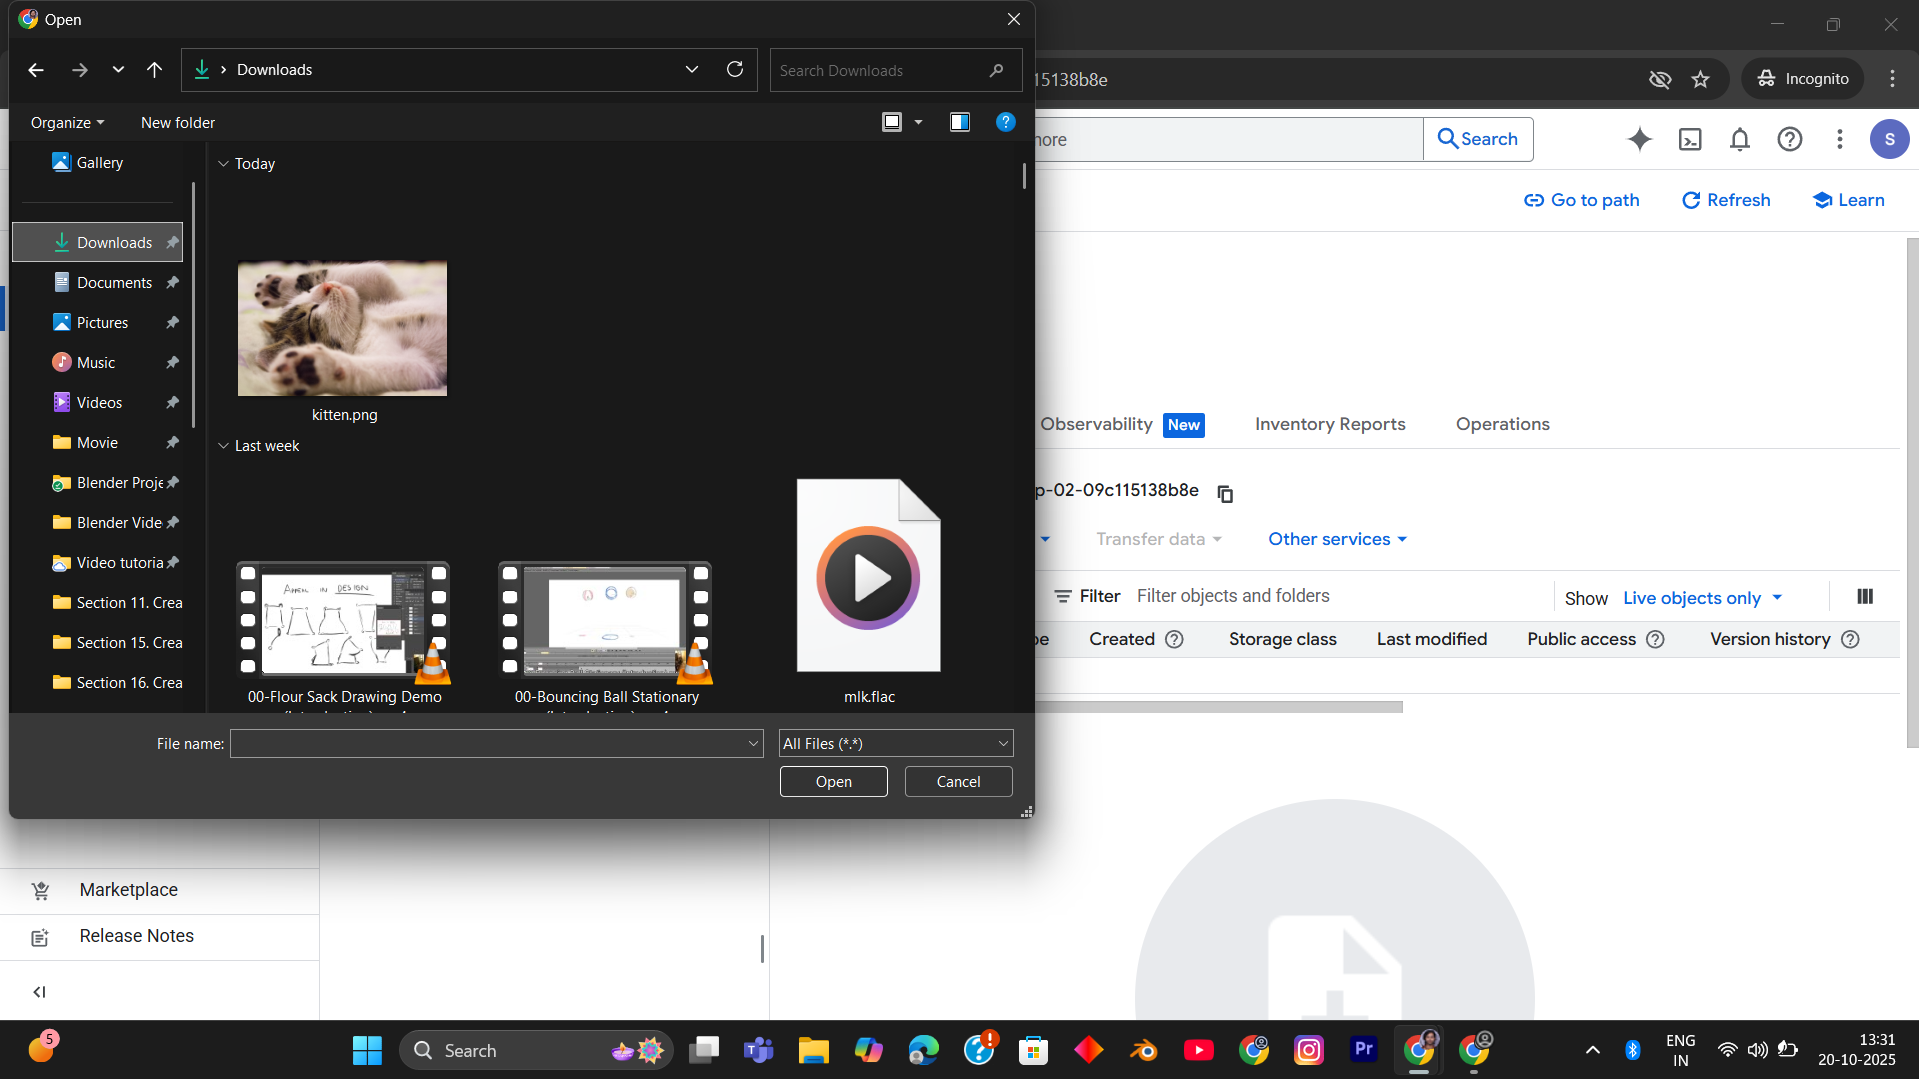 Open
Downloads
Search Downloads
Organize
New folder
Gallery
Downloads
Documents
Pictures
Music
Videos
Movie
Blender Proje
Blender Vide
Video tutoria
Section 11. Crea
Section 15. Crea
Section 16. Crea
Today
kitten.png
Last week
APPEAL IN DESIGN
00-Flour Sack Drawing Demo
00-Bouncing Ball Stationary
mlk.flac
File name:
All Files (*.*)
Open
Cancel
15138b8e
Incognito
Search
S
Go to path
Refresh
Learn
Observability New
Inventory Reports
Operations
p-02-09c115138b8e
Transfer data
Other services
Filter
Filter objects and folders
Show
Live objects only
Created
Storage class
Last modified
Public access
Version history
Marketplace
Release Notes
5
Search
Pr
ENG
IN
13:31
20-10-2025